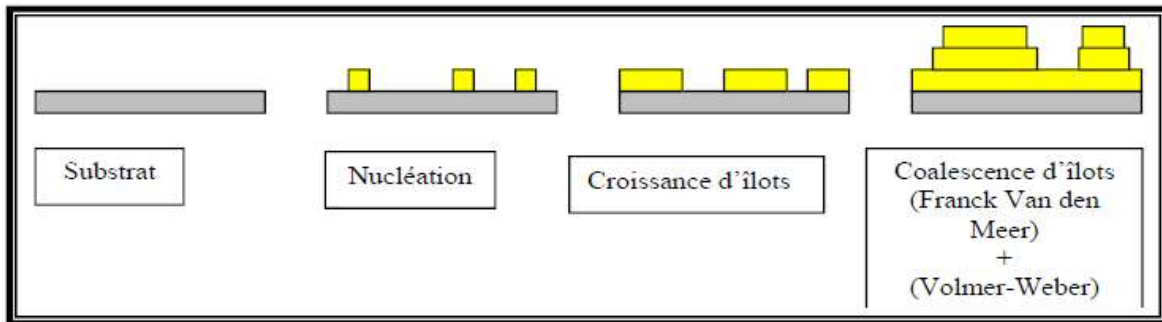 Substrat
Nucléation
Croissance d'îlots
Coalescence d'îlots
(Franck Van den
Meer)
+
(Volmer-Weber)